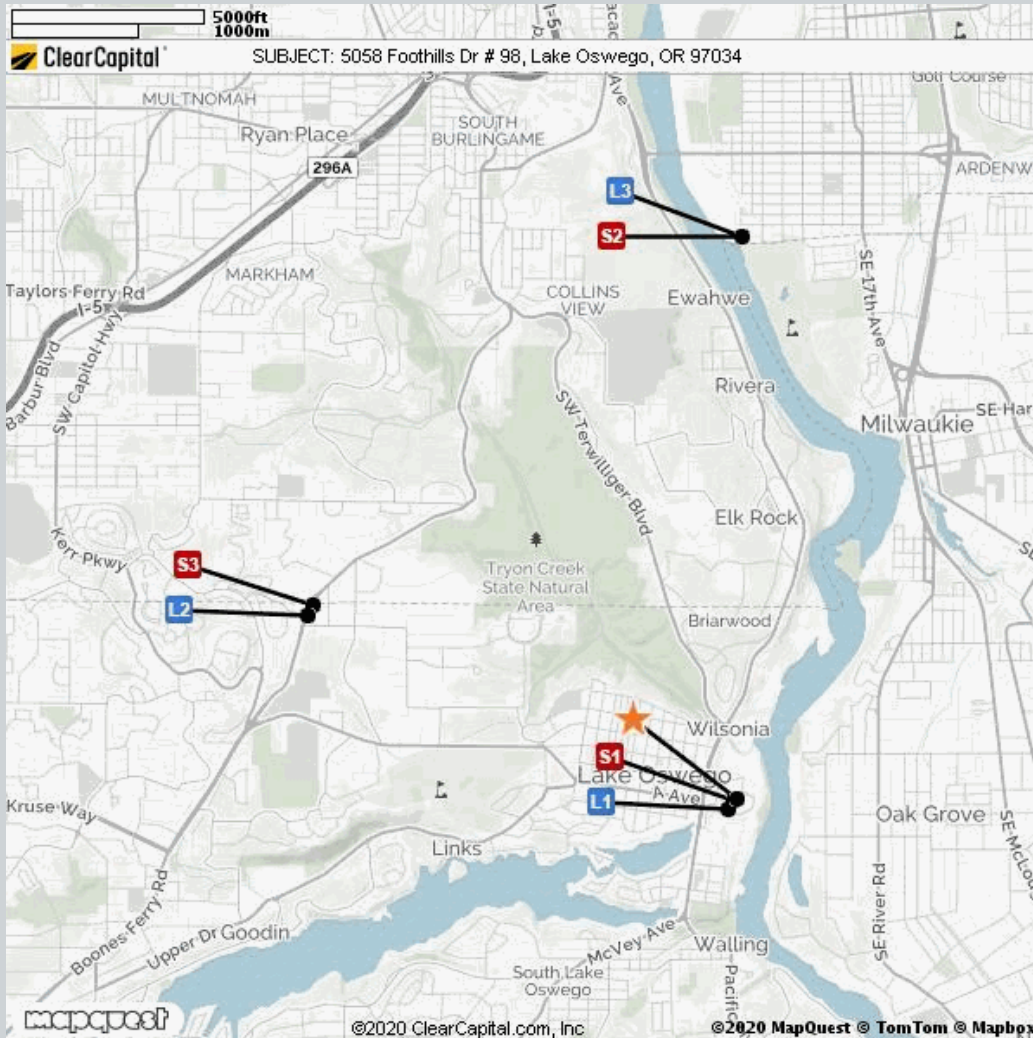 5000ft
1000m
I-5
Ave
ClearCapital
SUBJECT: 5058 Foothills Dr # 98, Lake Oswego, OR 97034
Golf Course
MULTNOMAH
Ryan Place
SOUTH
BURLINGAME
296A
L3
S2
SE 17th Ave
MARKHAM
Taylors Ferry Rd
I-5
COLLINS
VIEW
Ewahwe
Barbur Blvd
SW Capitol Hwy
Rivera
Milwaukie
SW Terwilliger Blvd
Elk Rock
Kerr Pkwy
S3
L2
Tryon Creek
State Natural
Area
Briarwood
Wilsonia
S1
Lake Oswego
A Ave
L1
Kruse Way
Oak Grove
Links
Boones Ferry Rd
Upper Dr
Goodin
SE River Rd
McVey Ave
Walling
South Lake
Oswego
Pacific
mapquest
©2020 ClearCapital.com, Inc
©2020 MapQuest © TomTom © Mapbox